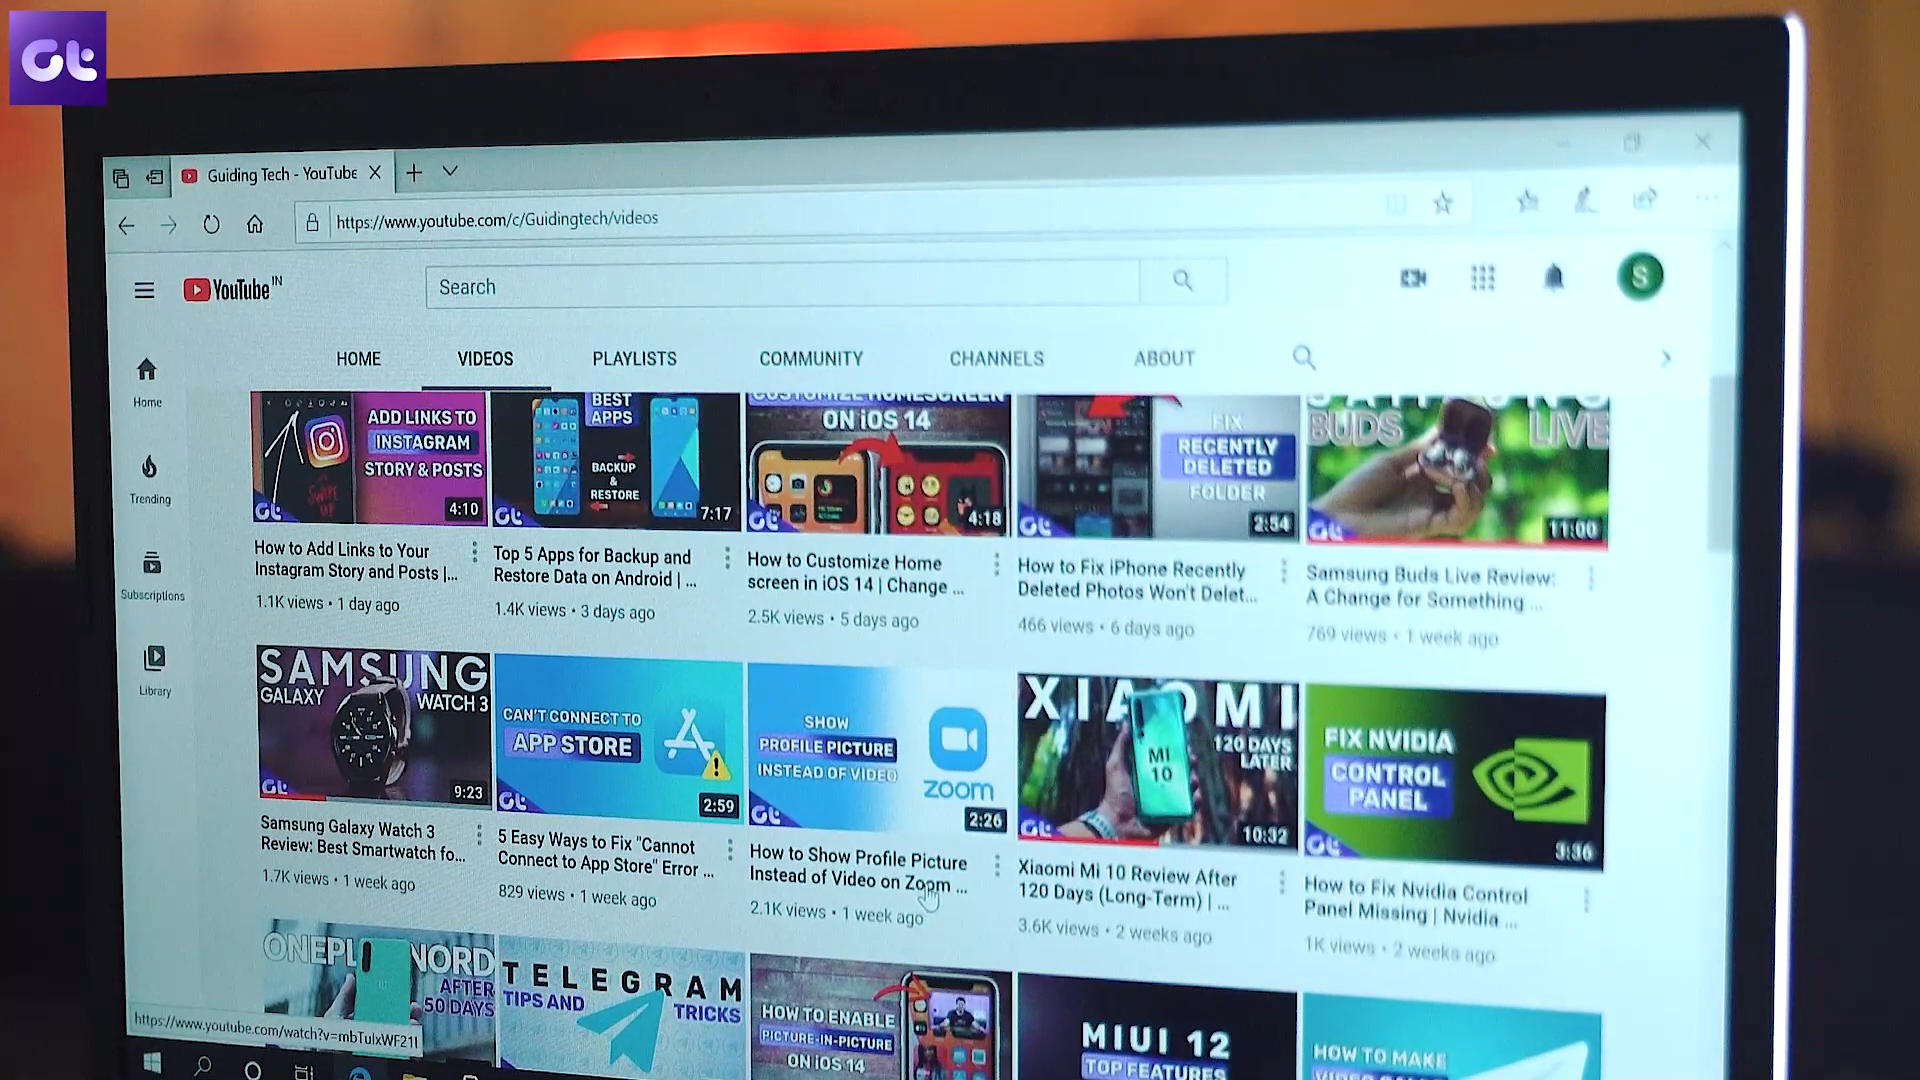 Gt
Guiding Tech - YouTube
https://www.youtube.com/c/Guidingtech/videos
YouTube IN
Search
S
HOME VIDEOS PLAYLISTS COMMUNITY CHANNELS ABOUT
Home
Trending
Subscriptions
Library
ADD LINKS TO
INSTAGRAM
STORY & POSTS
4:10
BEST
APPS
BACKUP
&
RESTORE
7:17
CUSTOMIZE HOMESCREEN
ON iOS 14
4:18
FIX
RECENTLY
DELETED
FOLDER
2:54
BUDS LIVE
11:00
How to Add Links to Your
Instagram Story and Posts |...
1.1K views • 1 day ago
Top 5 Apps for Backup and
Restore Data on Android | ...
1.4K views • 3 days ago
How to Customize Home
screen in iOS 14 | Change ...
2.5K views • 5 days ago
How to Fix iPhone Recently
Deleted Photos Won't Delet...
466 views • 6 days ago
Samsung Buds Live Review:
A Change for Something ...
769 views • 1 week ago
SAMSUNG
GALAXY WATCH 3
9:23
CAN'T CONNECT TO
APP STORE
2:59
SHOW
PROFILE PICTURE
INSTEAD OF VIDEO
zoom
2:26
XIAOMI
120 DAYS
LATER
MI
10
10:32
FIX NVIDIA
CONTROL
PANEL
3:36
Samsung Galaxy Watch 3
Review: Best Smartwatch fo...
1.7K views • 1 week ago
5 Easy Ways to Fix "Cannot
Connect to App Store" Error ...
829 views • 1 week ago
How to Show Profile Picture
Instead of Video on Zoom ...
2.1K views • 1 week ago
Xiaomi Mi 10 Review After
120 Days (Long-Term) | ...
3.6K views • 2 weeks ago
How to Fix Nvidia Control
Panel Missing | Nvidia ...
1K views • 2 weeks ago
ONEPLUS NORD
AFTER
50 DAYS
TELEGRAM
TIPS AND TRICKS
HOW TO ENABLE
PICTURE-IN-PICTURE
ON iOS 14
MIUI 12
TOP FEATURES
HOW TO MAKE
https://www.youtube.com/watch?v=mbTulxWF21I